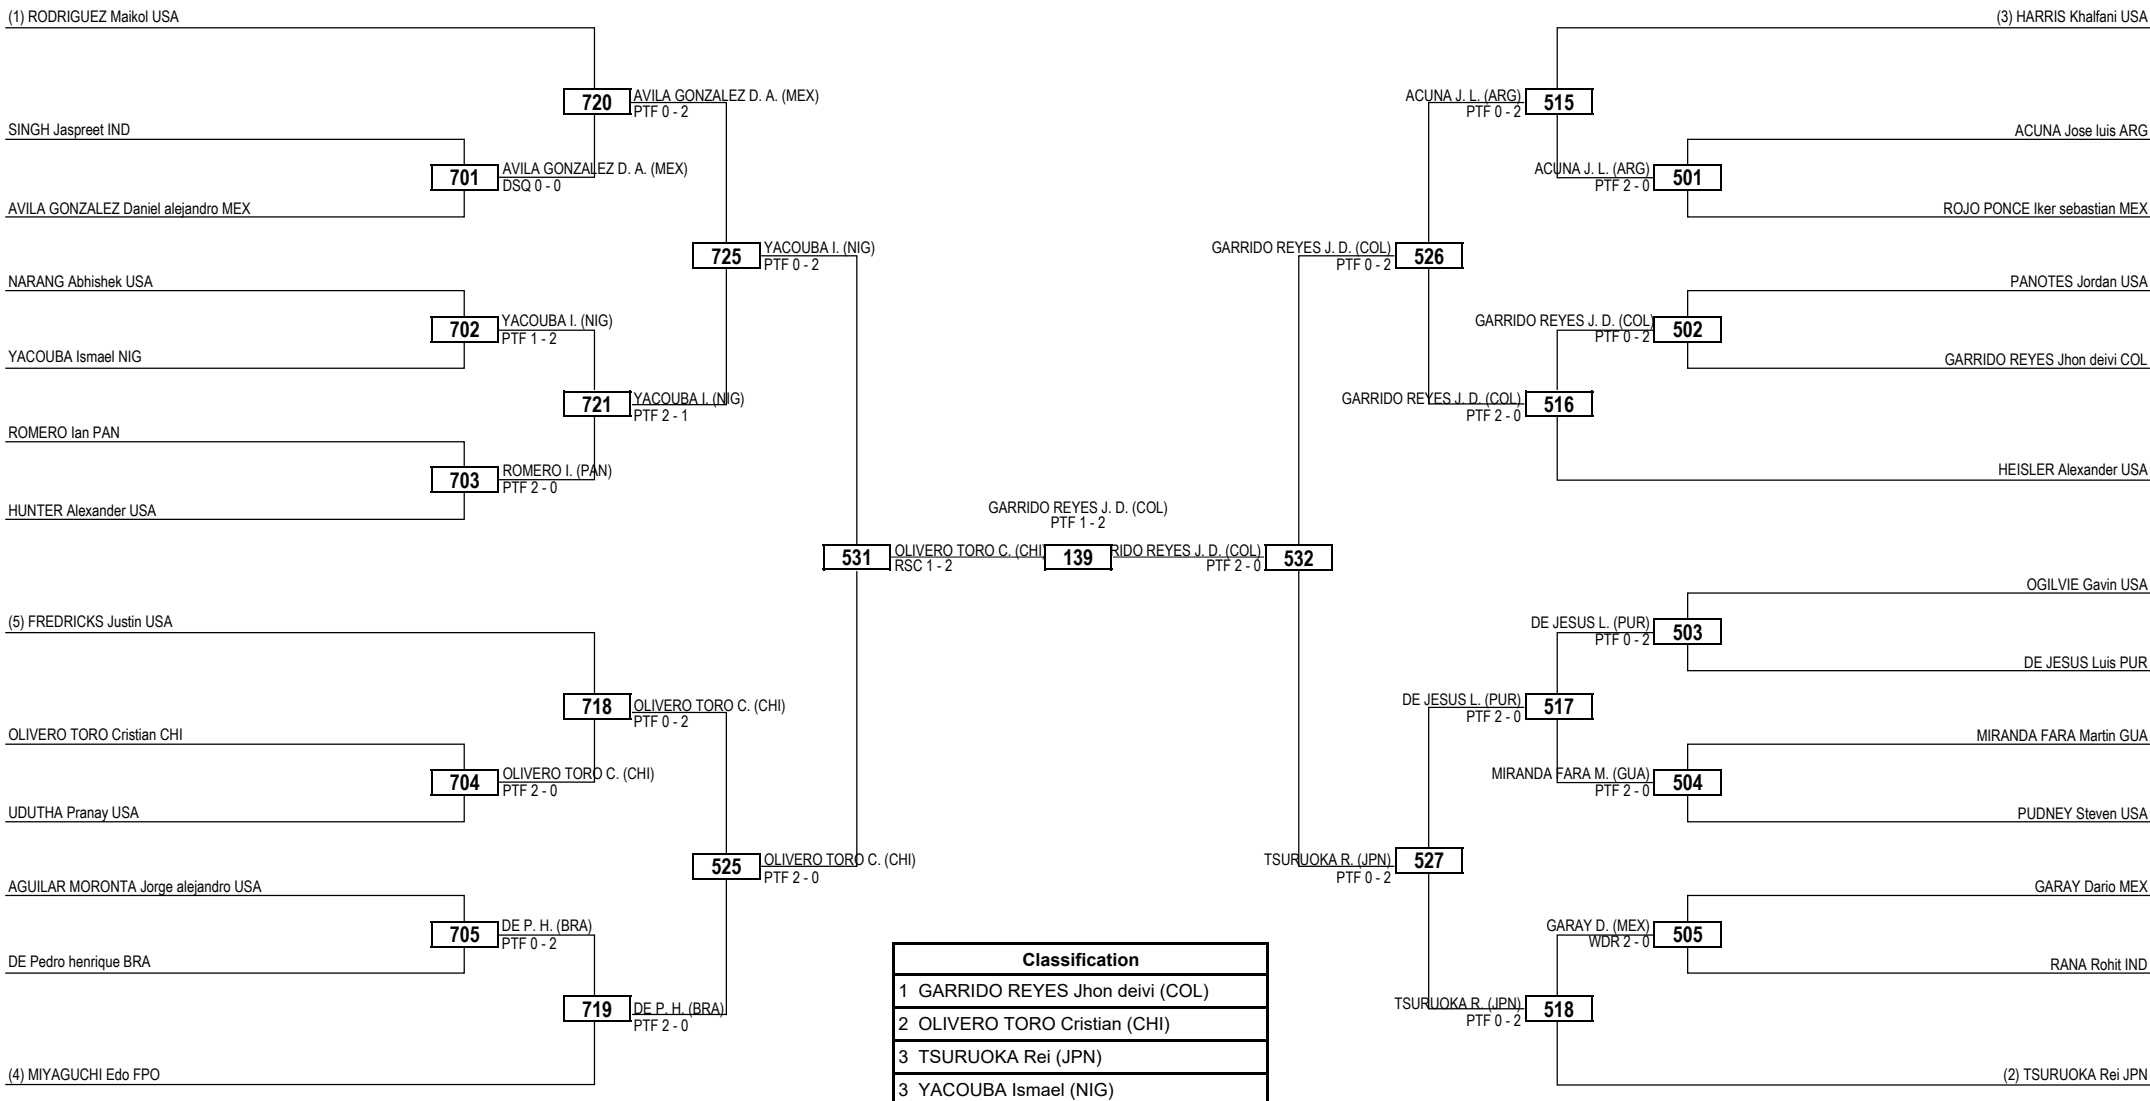 (1) RODRIGUEZ Maikol USA
720
AVILA GONZALEZ D. A. (MEX)
PTF 0 - 2
SINGH Jaspreet IND
701
AVILA GONZALEZ D. A. (MEX)
DSQ 0 - 0
AVILA GONZALEZ Daniel alejandro MEX
725
YACOUBA I. (NIG)
PTF 0 - 2
NARANG Abhishek USA
702
YACOUBA I. (NIG)
PTF 1 - 2
YACOUBA Ismael NIG
721
YACOUBA I. (NIG)
PTF 2 - 1
ROMERO Ian PAN
703
ROMERO I. (PAN)
PTF 2 - 0
HUNTER Alexander USA
531
OLIVERO TORO C. (CHI)
RSC 1 - 2
(5) FREDRICKS Justin USA
718
OLIVERO TORO C. (CHI)
PTF 0 - 2
OLIVERO TORO Cristian CHI
704
OLIVERO TORO C. (CHI)
PTF 2 - 0
UDUTHA Pranay USA
525
OLIVERO TORO C. (CHI)
PTF 2 - 0
AGUILAR MORONTA Jorge alejandro USA
705
DE P. H. (BRA)
PTF 0 - 2
DE Pedro henrique BRA
719
DE P. H. (BRA)
PTF 2 - 0
(4) MIYAGUCHI Edo FPO
GARRIDO REYES J. D. (COL)
PTF 1 - 2
139
RIDO REYES J. D. (COL)
PTF 2 - 0
532
(3) HARRIS Khalfani USA
ACUNA J. L. (ARG)
PTF 0 - 2
515
ACUNA Jose luis ARG
ACUNA J. L. (ARG)
PTF 2 - 0
501
ROJO PONCE Iker sebastian MEX
GARRIDO REYES J. D. (COL)
PTF 0 - 2
526
PANOTES Jordan USA
GARRIDO REYES J. D. (COL)
PTF 0 - 2
502
GARRIDO REYES Jhon deivi COL
GARRIDO REYES J. D. (COL)
PTF 2 - 0
516
HEISLER Alexander USA
OGILVIE Gavin USA
DE JESUS L. (PUR)
PTF 0 - 2
503
DE JESUS Luis PUR
DE JESUS L. (PUR)
PTF 2 - 0
517
MIRANDA FARA Martin GUA
MIRANDA FARA M. (GUA)
PTF 2 - 0
504
PUDNEY Steven USA
TSURUOKA R. (JPN)
PTF 0 - 2
527
GARAY Dario MEX
GARAY D. (MEX)
WDR 2 - 0
505
RANA Rohit IND
TSURUOKA R. (JPN)
PTF 0 - 2
518
(2) TSURUOKA Rei JPN
Classification
1 GARRIDO REYES Jhon deivi (COL)
2 OLIVERO TORO Cristian (CHI)
3 TSURUOKA Rei (JPN)
3 YACOUBA Ismael (NIG)